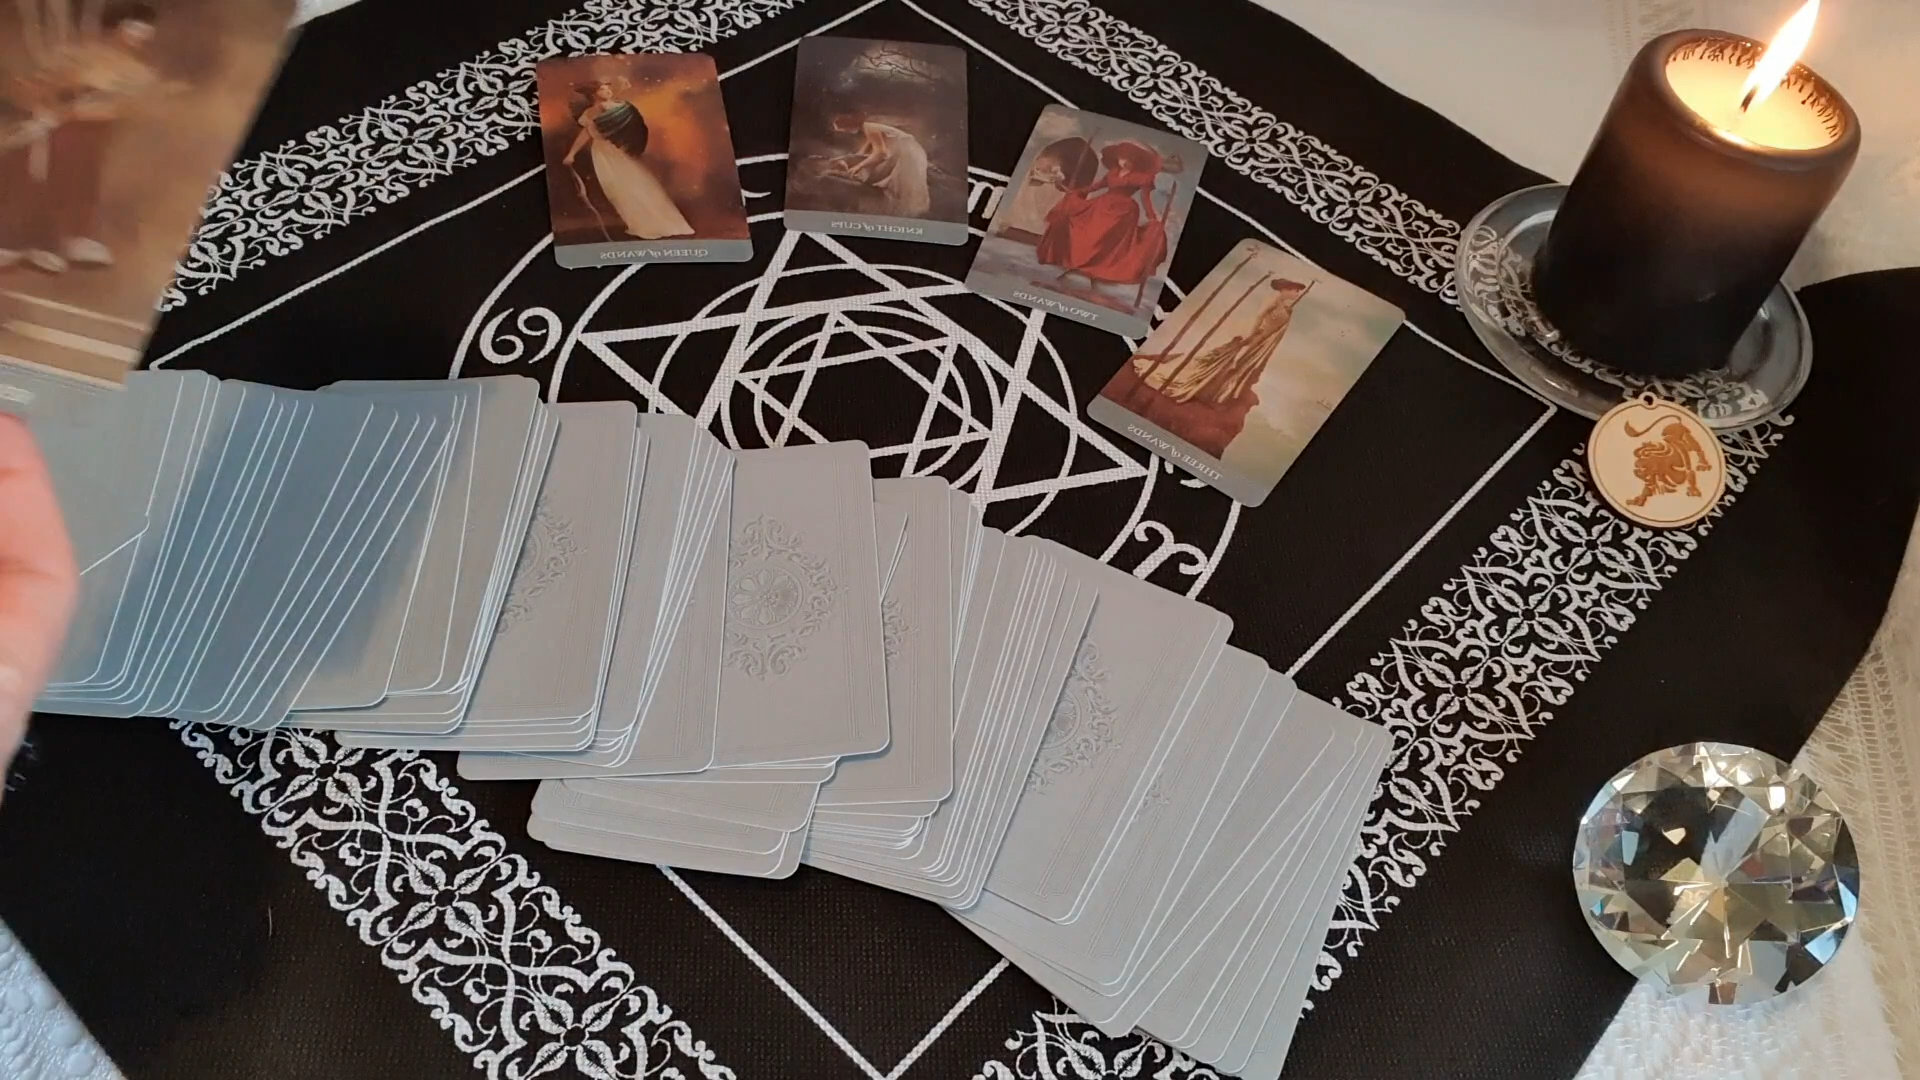 QUEEN of WANDS
KNIGHT of CUPS
TWO of WANDS
THREE of WANDS